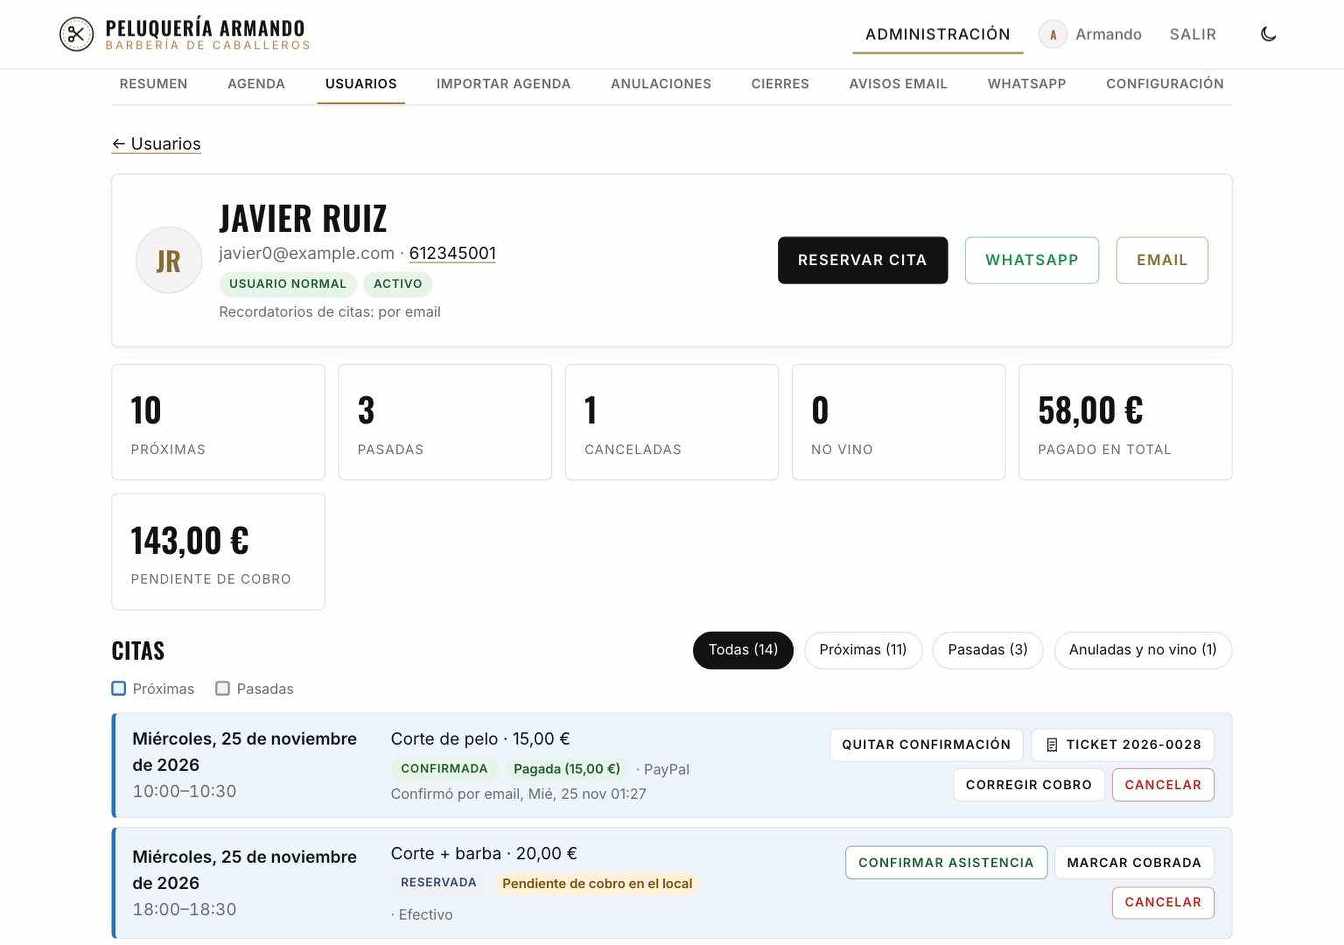 PELUQUERÍA ARMANDO
BARBERÍA DE CABALLEROS
ADMINISTRACIÓN
A
Armando
SALIR
RESUMEN
AGENDA
USUARIOS
IMPORTAR AGENDA
ANULACIONES
CIERRES
AVISOS EMAIL
WHATSAPP
CONFIGURACIÓN
← Usuarios
JR
JAVIER RUIZ
javier0@example.com · 612345001
USUARIO NORMAL
ACTIVO
Recordatorios de citas: por email
RESERVAR CITA
WHATSAPP
EMAIL
10
PRÓXIMAS
3
PASADAS
1
CANCELADAS
0
NO VINO
58,00 €
PAGADO EN TOTAL
143,00 €
PENDIENTE DE COBRO
CITAS
Todas (14)
Próximas (11)
Pasadas (3)
Anuladas y no vino (1)
Próximas
Pasadas
Miércoles, 25 de noviembre
de 2026
10:00–10:30
Corte de pelo · 15,00 €
CONFIRMADA
Pagada (15,00 €)
· PayPal
Confirmó por email, Mié, 25 nov 01:27
QUITAR CONFIRMACIÓN
TICKET 2026-0028
CORREGIR COBRO
CANCELAR
Miércoles, 25 de noviembre
de 2026
18:00–18:30
Corte + barba · 20,00 €
RESERVADA
Pendiente de cobro en el local
· Efectivo
CONFIRMAR ASISTENCIA
MARCAR COBRADA
CANCELAR